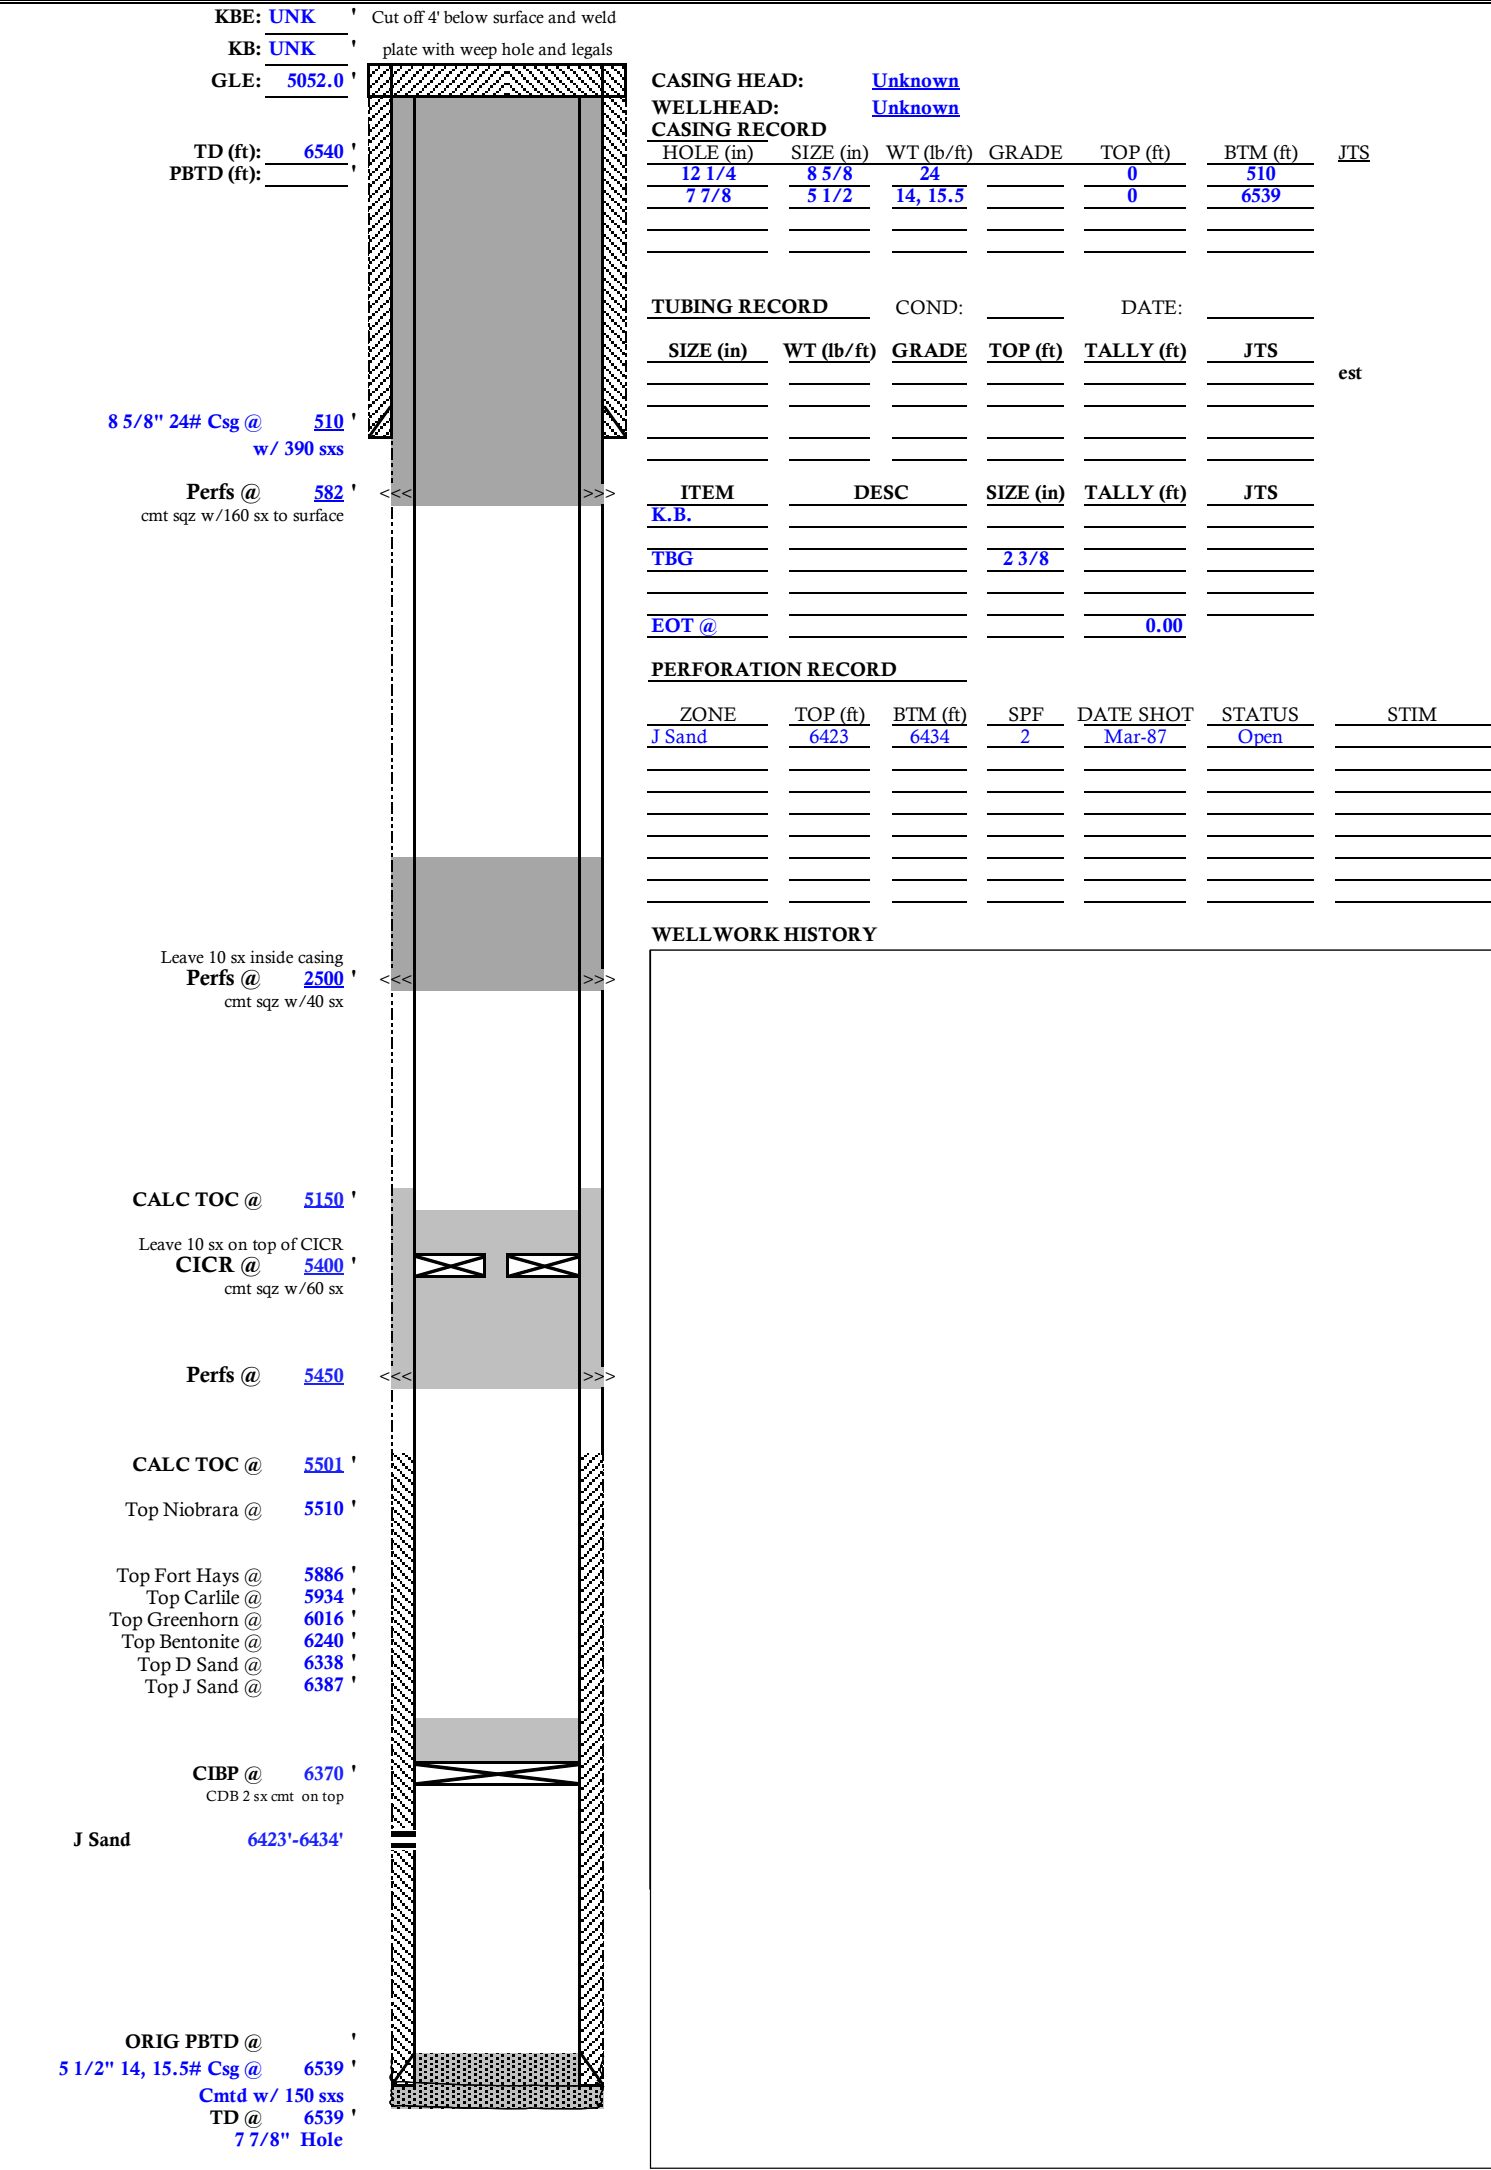 KBE: UNK ' Cut off 4' below surface and weld
KB: UNK ' plate with weep hole and legals
GLE: 5052.0 ' CASING HEAD: Unknown
WELLHEAD: Unknown
CASING RECORD
TD (ft): 6540 ' HOLE (in) SIZE (in) WT (lb/ft) GRADE TOP (ft) BTM (ft) JTS
PBTD (ft): ' 12 1/4 8 5/8 24 0 510
7 7/8 5 1/2 14, 15.5 0 6539
TUBING RECORD COND: DATE:
SIZE (in) WT (lb/ft) GRADE TOP (ft) TALLY (ft) JTS
est
8 5/8" 24# Csg @ 510 '
w/ 390 sxs
Perfs @ 582 ' <<< >>> ITEM DESC SIZE (in) TALLY (ft) JTS
cmt sqz w/160 sx to surface K.B.
TBG 2 3/8
EOT @ 0.00
PERFORATION RECORD
ZONE TOP (ft) BTM (ft) SPF DATE SHOT STATUS STIM
J Sand 6423 6434 2 Mar-87 Open
WELLWORK HISTORY
Leave 10 sx inside casing
Perfs @ 2500 ' <<< >>>
cmt sqz w/40 sx
CALC TOC @ 5150 '
Leave 10 sx on top of CICR
CICR @ 5400 '
cmt sqz w/60 sx
Perfs @ 5450 <<< >>>
CALC TOC @ 5501 '
Top Niobrara @ 5510 '
Top Fort Hays @ 5886 '
Top Carlile @ 5934 '
Top Greenhorn @ 6016 '
Top Bentonite @ 6240 '
Top D Sand @ 6338 '
Top J Sand @ 6387 '
CIBP @ 6370 '
CDB 2 sx cmt on top
J Sand 6423'-6434'
ORIG PBTD @ '
5 1/2" 14, 15.5# Csg @ 6539 '
Cmtd w/ 150 sxs
TD @ 6539 '
7 7/8" Hole